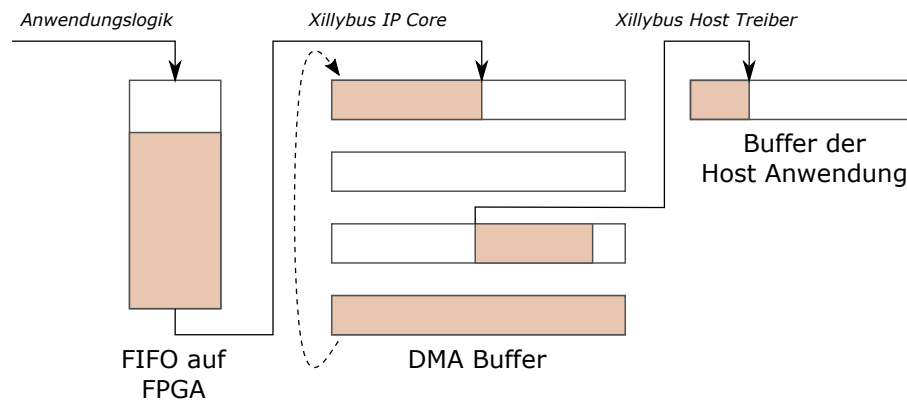 Anwendungslogik
Xillybus IP Core
Xillybus Host Treiber
Buffer der
Host Anwendung
FIFO auf
FPGA
DMA Buffer